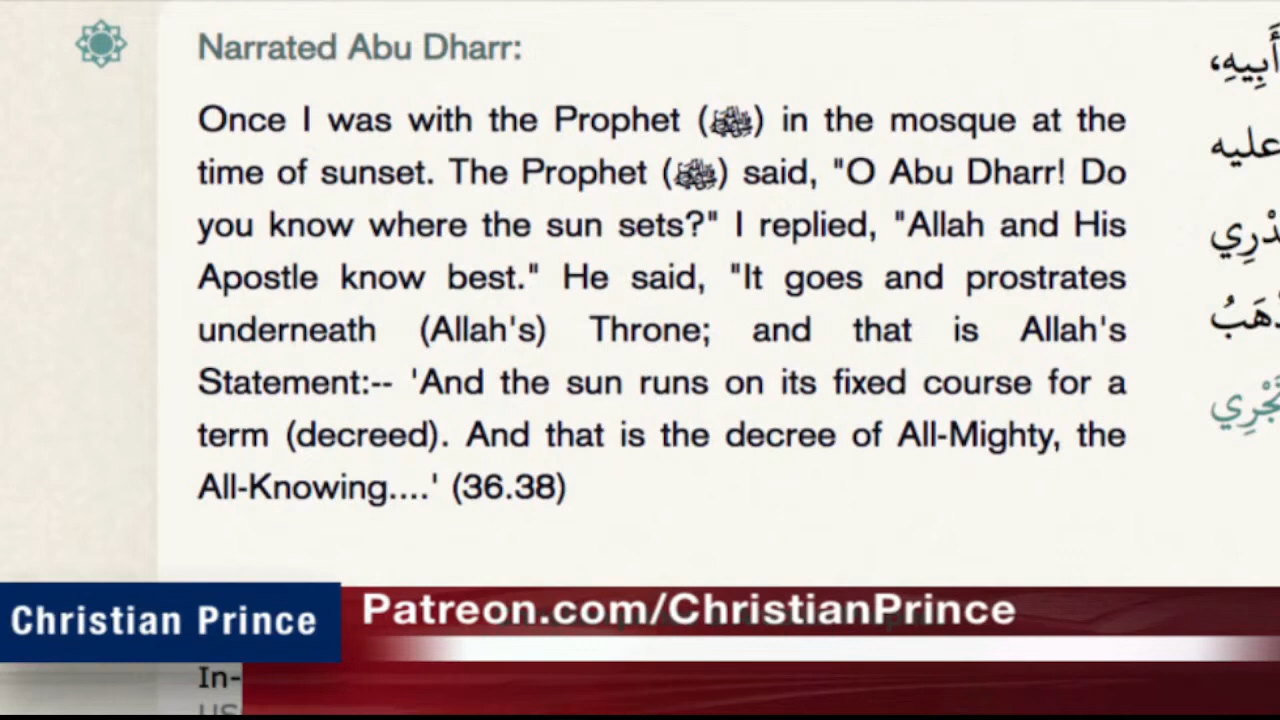 Narrated Abu Dharr:
Once I was with the Prophet (ﷺ) in the mosque at the
time of sunset. The Prophet (ﷺ) said, "O Abu Dharr! Do
you know where the sun sets?" I replied, "Allah and His
Apostle know best." He said, "It goes and prostrates
underneath (Allah's) Throne; and that is Allah's
Statement:-- 'And the sun runs on its fixed course for a
term (decreed). And that is the decree of All-Mighty, the
All-Knowing....' (36.38)
أَبِيهِ،
عليه
Christian Prince
Patreon.com/ChristianPrince
In-